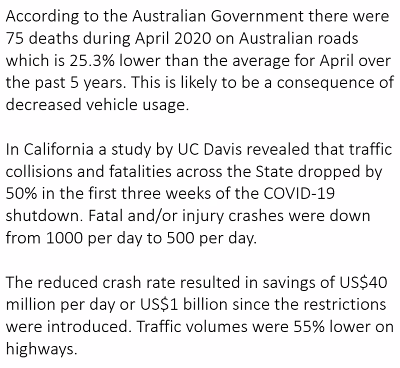 According to the Australian Government there were
75 deaths during April 2020 on Australian roads
which is 25.3% lower than the average for April over
the past 5 years. This is likely to be a consequence of
decreased vehicle usage.
In California a study by UC Davis revealed that traffic
collisions and fatalities across the State dropped by
50% in the first three weeks of the COVID-19
shutdown. Fatal and/or injury crashes were down
from 1000 per day to 500 per day.
The reduced crash rate resulted in savings of US$40
million per day or US$1 billion since the restrictions
were introduced. Traffic volumes were 55% lower on
highways.